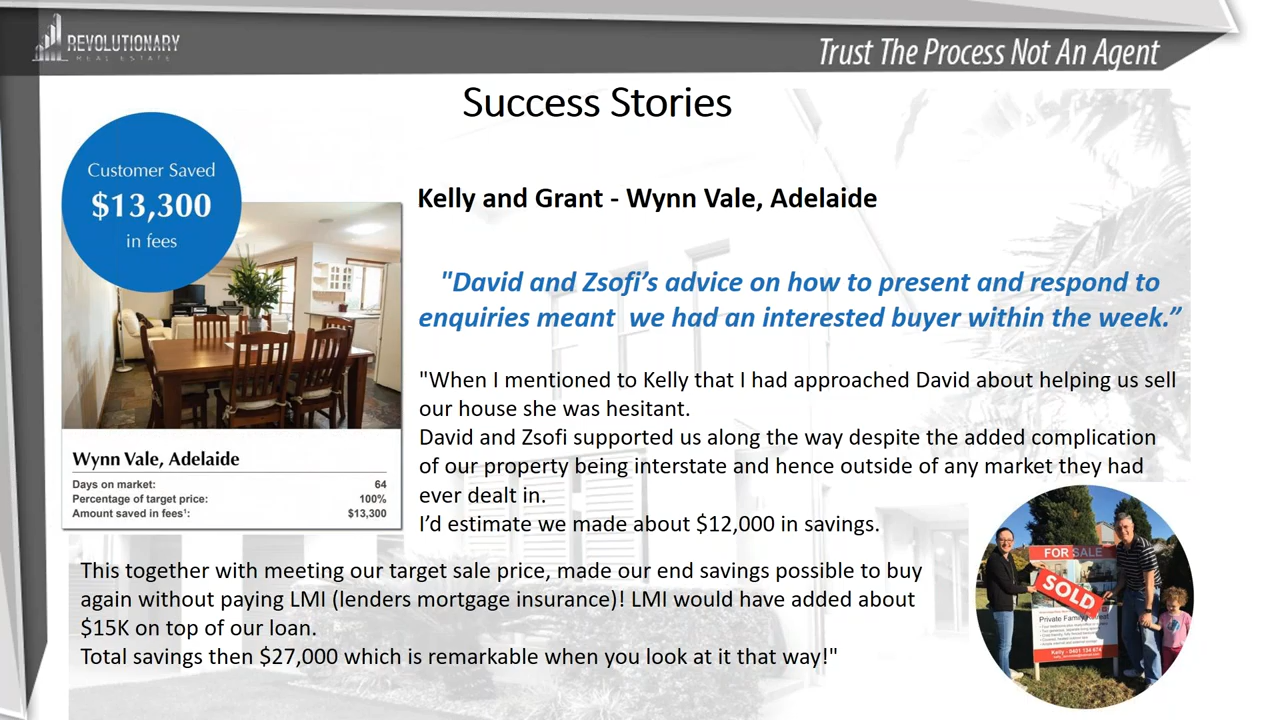 REVOLUTIONARY
REAL ESTATE
Trust The Process Not An Agent
Success Stories
Customer Saved
$13,300
in fees
Wynn Vale, Adelaide
Days on market: 64
Percentage of target price: 100%
Amount saved in fees¹: $13,300
Kelly and Grant - Wynn Vale, Adelaide
"David and Zsofi’s advice on how to present and respond to
enquiries meant we had an interested buyer within the week.”
"When I mentioned to Kelly that I had approached David about helping us sell
our house she was hesitant.
David and Zsofi supported us along the way despite the added complication
of our property being interstate and hence outside of any market they had
ever dealt in.
I’d estimate we made about $12,000 in savings.
This together with meeting our target sale price, made our end savings possible to buy
again without paying LMI (lenders mortgage insurance)! LMI would have added about
$15K on top of our loan.
Total savings then $27,000 which is remarkable when you look at it that way!"
FOR SALE
SOLD
Private Family Retreat